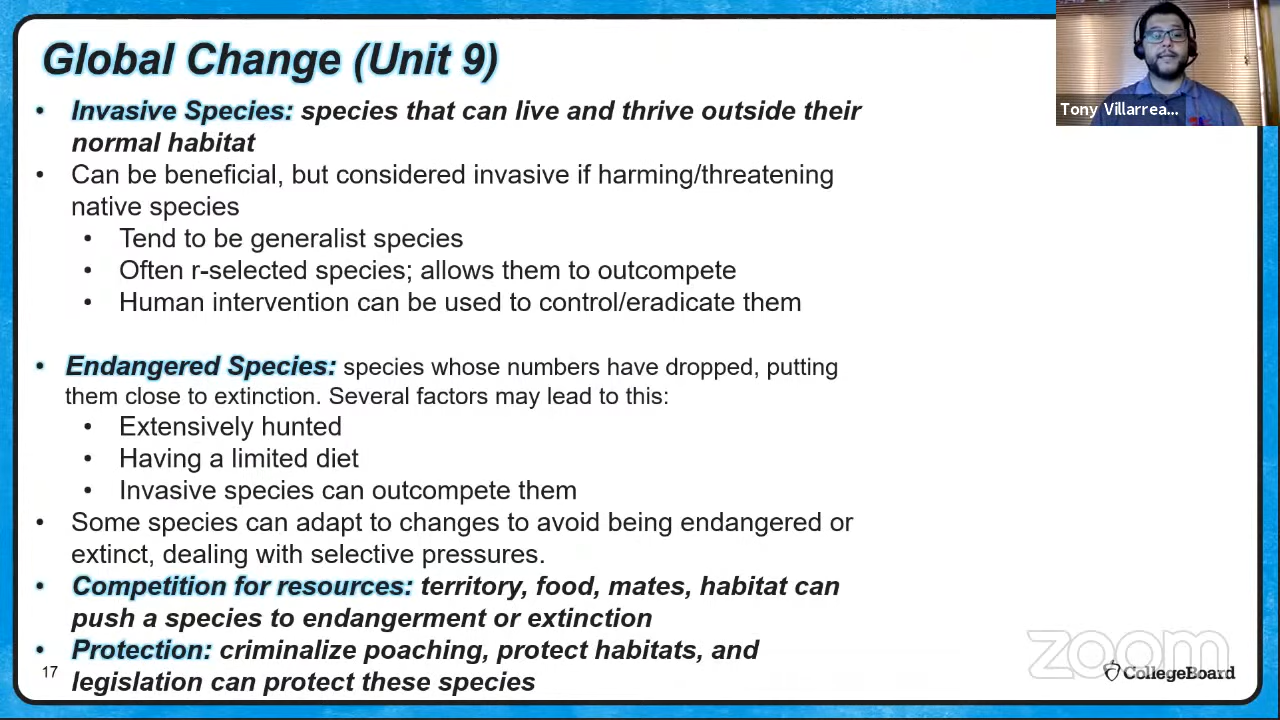 Global Change (Unit 9)
• Invasive Species: species that can live and thrive outside their
normal habitat
• Can be beneficial, but considered invasive if harming/threatening
native species
• Tend to be generalist species
• Often r-selected species; allows them to outcompete
• Human intervention can be used to control/eradicate them
• Endangered Species: species whose numbers have dropped, putting
them close to extinction. Several factors may lead to this:
• Extensively hunted
• Having a limited diet
• Invasive species can outcompete them
• Some species can adapt to changes to avoid being endangered or
extinct, dealing with selective pressures.
• Competition for resources: territory, food, mates, habitat can
push a species to endangerment or extinction
• Protection: criminalize poaching, protect habitats, and
legislation can protect these species
17
Tony Villarrea...
zoom
CollegeBoard